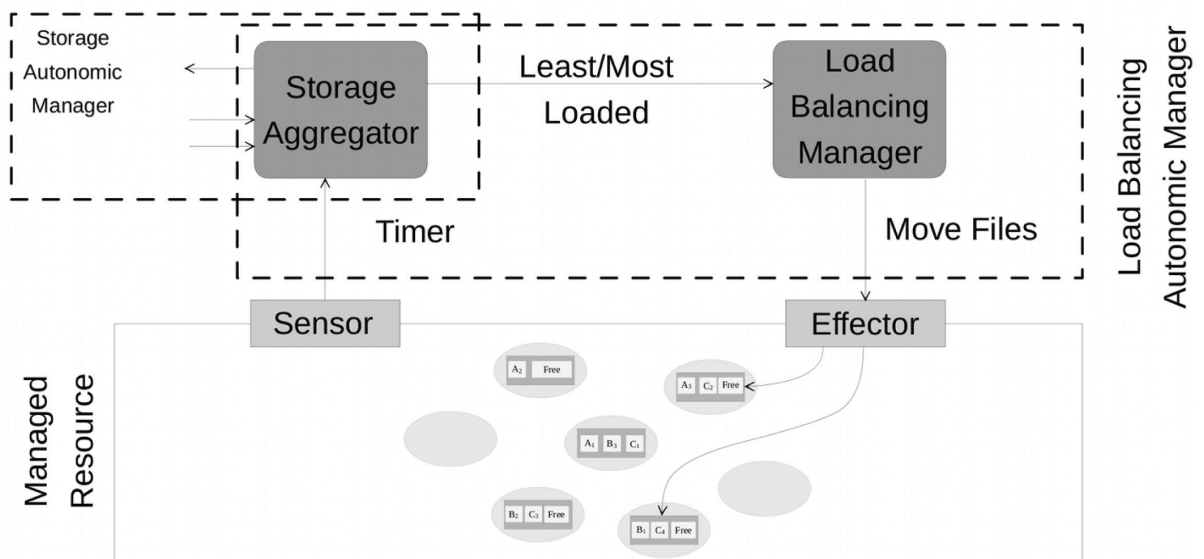 Storage
Autonomic
Manager
Storage
Aggregator
Least/Most
Loaded
Load
Balancing
Manager
Load Balancing
Autonomic Manager
Timer
Move Files
Sensor
Effector
Managed
Resource
A₂ Free
A₃ C₂ Free
A₁ B₃ C₁
B₂ C₃ Free
B₁ C₄ Free